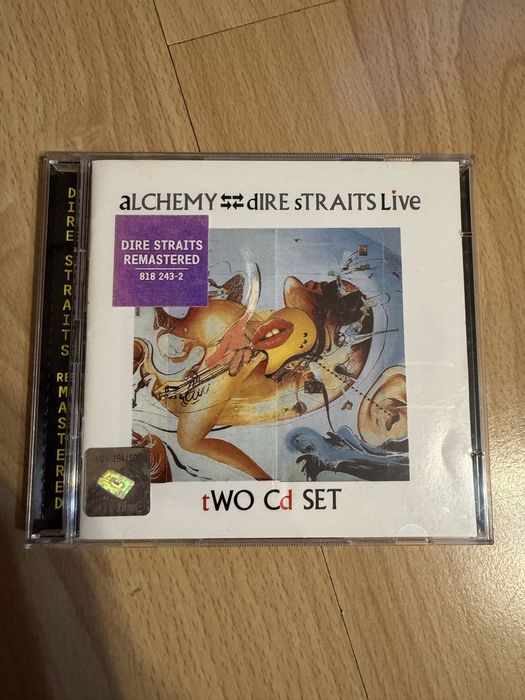 aLCHEMY ⇆⇄ dIRE sTRAITS Live
DIRE STRAITS
REMASTERED
818 243-2
DIRE STRAITS REMASTERED
tWO Cd SET